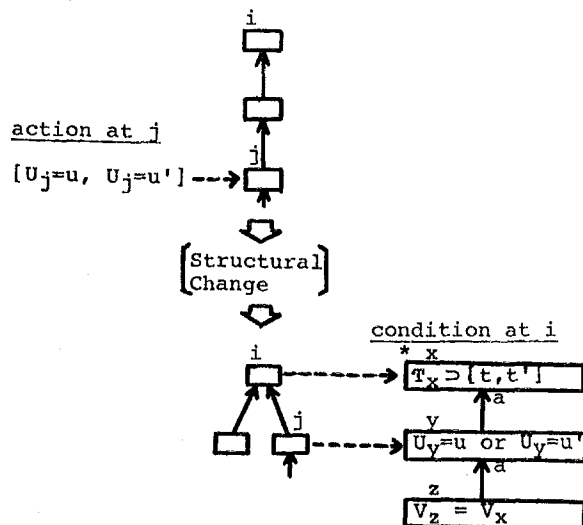 i
action at j
j
[Uj=u, Uj=u']
Structural
Change
condition at i
i
* x
Tx⊃{t,t'}
a
j
y
Uy=u or Uy=u'
a
z
Vz = Vx